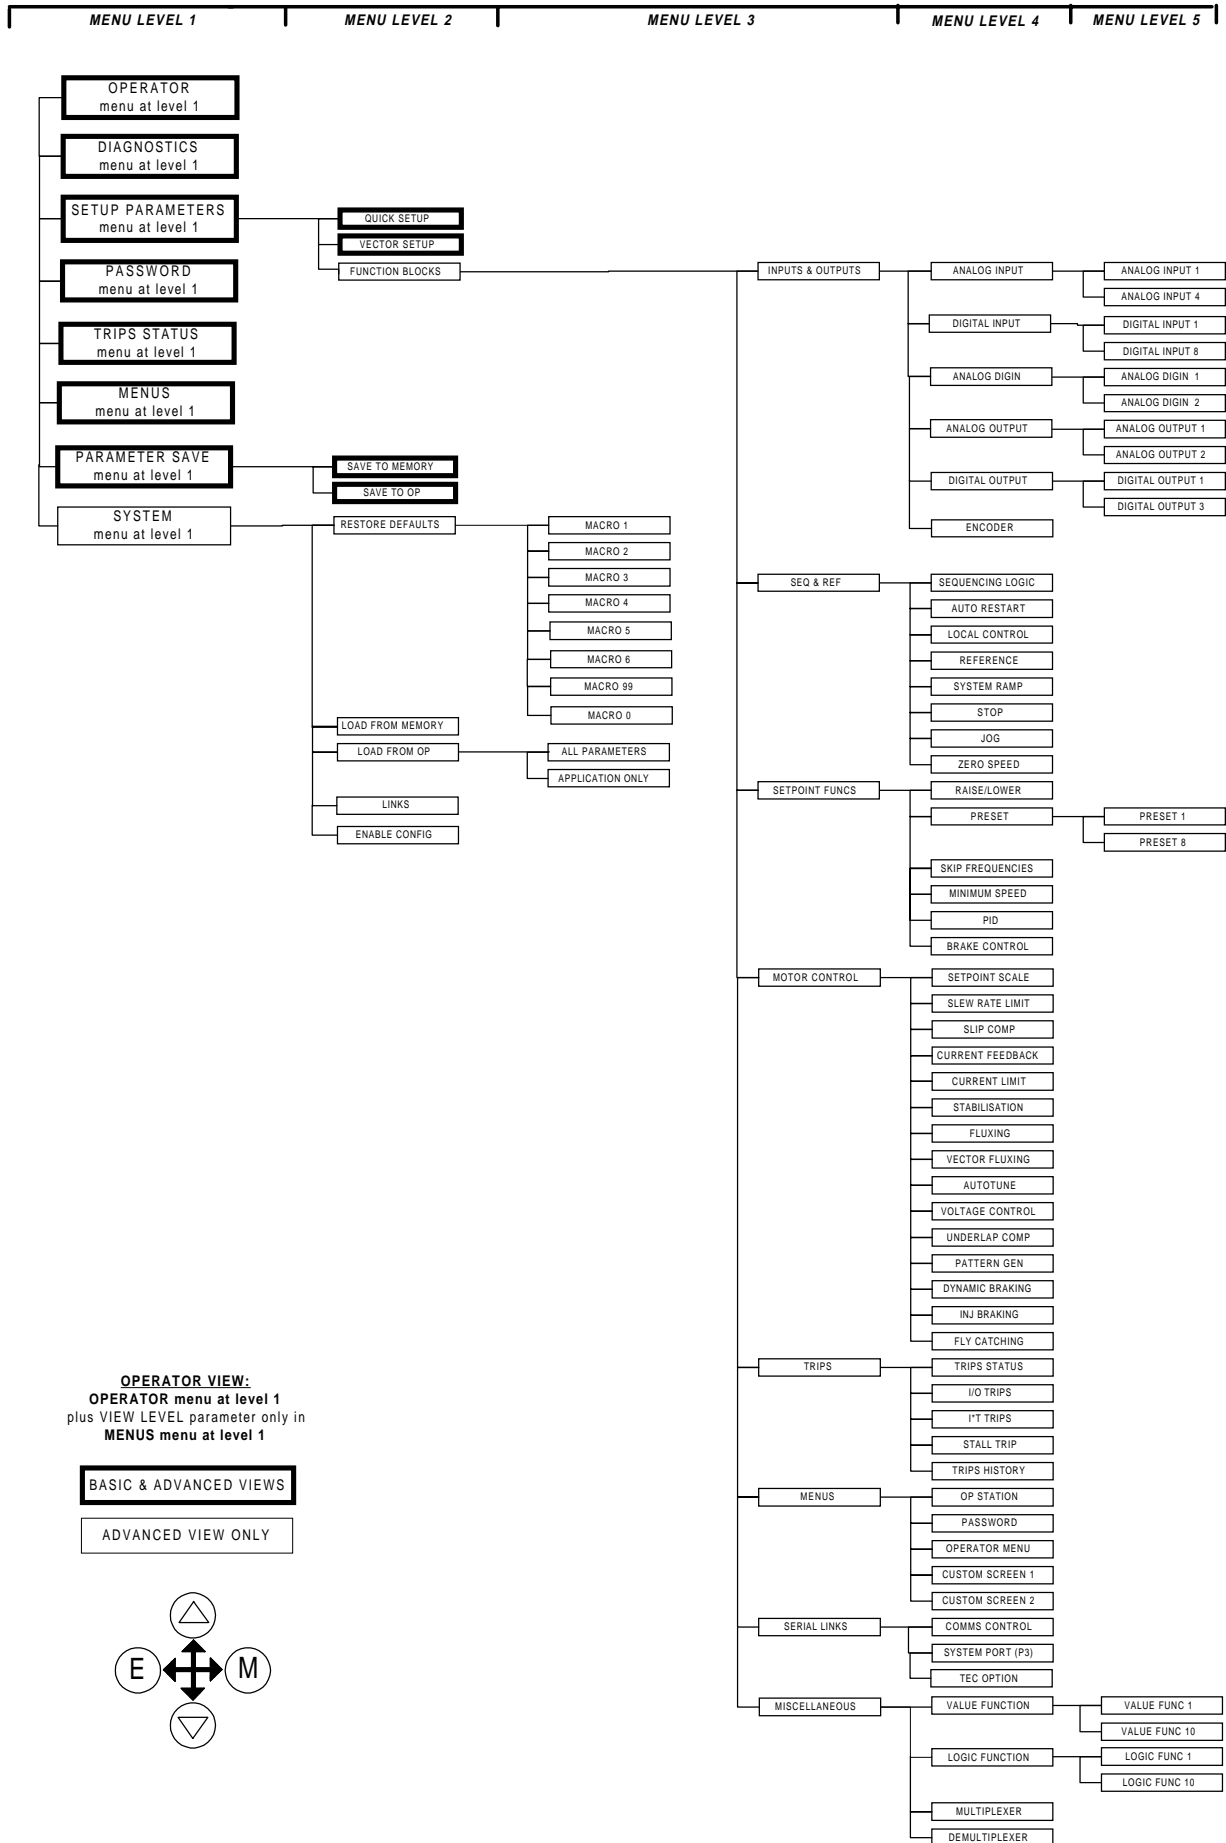 MENU LEVEL 1
MENU LEVEL 2
MENU LEVEL 3
MENU LEVEL 4
MENU LEVEL 5
OPERATOR
menu at level 1
DIAGNOSTICS
menu at level 1
SETUP PARAMETERS
menu at level 1
PASSWORD
menu at level 1
TRIPS STATUS
menu at level 1
MENUS
menu at level 1
PARAMETER SAVE
menu at level 1
SYSTEM
menu at level 1
QUICK SETUP
VECTOR SETUP
FUNCTION BLOCKS
SAVE TO MEMORY
SAVE TO OP
RESTORE DEFAULTS
LOAD FROM MEMORY
LOAD FROM OP
LINKS
ENABLE CONFIG
MACRO 1
MACRO 2
MACRO 3
MACRO 4
MACRO 5
MACRO 6
MACRO 99
MACRO 0
ALL PARAMETERS
APPLICATION ONLY
INPUTS & OUTPUTS
ANALOG INPUT
ANALOG INPUT 1
ANALOG INPUT 4
DIGITAL INPUT
DIGITAL INPUT 1
DIGITAL INPUT 8
ANALOG DIGIN
ANALOG DIGIN 1
ANALOG DIGIN 2
ANALOG OUTPUT
ANALOG OUTPUT 1
ANALOG OUTPUT 2
DIGITAL OUTPUT
DIGITAL OUTPUT 1
DIGITAL OUTPUT 3
ENCODER
SEQ & REF
SEQUENCING LOGIC
AUTO RESTART
LOCAL CONTROL
REFERENCE
SYSTEM RAMP
STOP
JOG
ZERO SPEED
SETPOINT FUNCS
RAISE/LOWER
PRESET
PRESET 1
PRESET 8
SKIP FREQUENCIES
MINIMUM SPEED
PID
BRAKE CONTROL
MOTOR CONTROL
SETPOINT SCALE
SLEW RATE LIMIT
SLIP COMP
CURRENT FEEDBACK
CURRENT LIMIT
STABILISATION
FLUXING
VECTOR FLUXING
AUTOTUNE
VOLTAGE CONTROL
UNDERLAP COMP
PATTERN GEN
DYNAMIC BRAKING
INJ BRAKING
FLY CATCHING
TRIPS
TRIPS STATUS
I/O TRIPS
I*T TRIPS
STALL TRIP
TRIPS HISTORY
MENUS
OP STATION
PASSWORD
OPERATOR MENU
CUSTOM SCREEN 1
CUSTOM SCREEN 2
SERIAL LINKS
COMMS CONTROL
SYSTEM PORT (P3)
TEC OPTION
MISCELLANEOUS
VALUE FUNCTION
VALUE FUNC 1
VALUE FUNC 10
LOGIC FUNCTION
LOGIC FUNC 1
LOGIC FUNC 10
MULTIPLEXER
DEMULTIPLEXER
OPERATOR VIEW:
OPERATOR menu at level 1
plus VIEW LEVEL parameter only in
MENUS menu at level 1
BASIC & ADVANCED VIEWS
ADVANCED VIEW ONLY
E
M